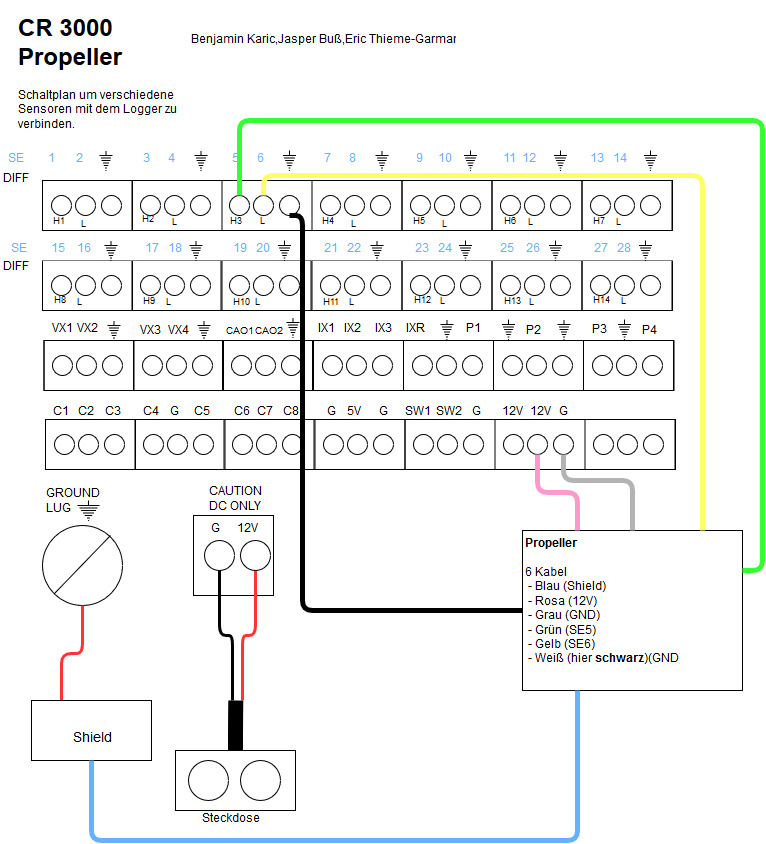 CR 3000
Propeller
Benjamin Karic,Jasper Buß,Eric Thieme-Garmar
Schaltplan um verschiedene
Sensoren mit dem Logger zu
verbinden.
SE 1 2 3 4 5 6 7 8 9 10 11 12 13 14
DIFF
H1 L H2 L H3 L H4 L H5 L H6 L H7 L
SE 15 16 17 18 19 20 21 22 23 24 25 26 27 28
DIFF
H8 L H9 L H10 L H11 L H12 L H13 L H14 L
VX1 VX2 VX3 VX4 CAO1 CAO2 IX1 IX2 IX3 IXR P1 P2 P3 P4
C1 C2 C3 C4 G C5 C6 C7 C8 G 5V G SW1 SW2 G 12V 12V G
GROUND
LUG
CAUTION
DC ONLY
G 12V
Propeller
6 Kabel
- Blau (Shield)
- Rosa (12V)
- Grau (GND)
- Grün (SE5)
- Gelb (SE6)
- Weiß (hier schwarz)(GND
Shield
Steckdose